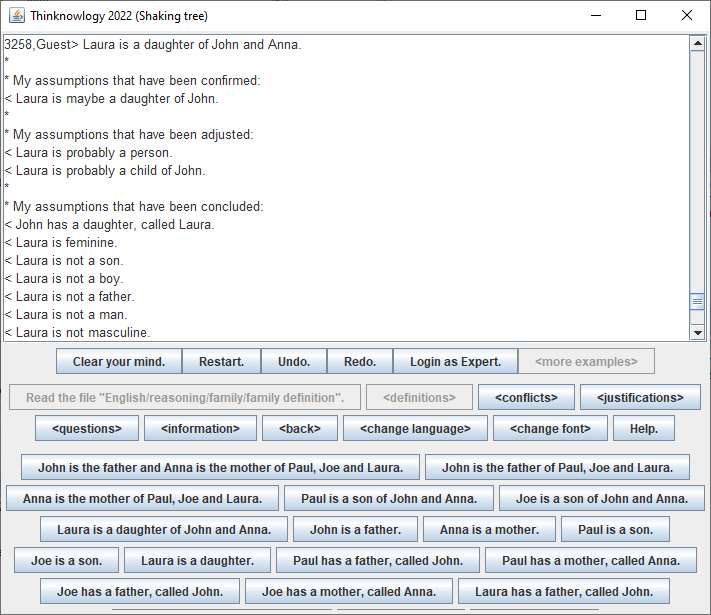 Thinknowlogy 2022 (Shaking tree)
3258,Guest> Laura is a daughter of John and Anna.
*
* My assumptions that have been confirmed:
< Laura is maybe a daughter of John.
*
* My assumptions that have been adjusted:
< Laura is probably a person.
< Laura is probably a child of John.
*
* My assumptions that have been concluded:
< John has a daughter, called Laura.
< Laura is feminine.
< Laura is not a son.
< Laura is not a boy.
< Laura is not a father.
< Laura is not a man.
< Laura is not masculine.
Clear your mind. Restart. Undo. Redo. Login as Expert. <more examples>
Read the file "English/reasoning/family/family definition". <definitions> <conflicts> <justifications>
<questions> <information> <back> <change language> <change font> Help.
John is the father and Anna is the mother of Paul, Joe and Laura. John is the father of Paul, Joe and Laura.
Anna is the mother of Paul, Joe and Laura. Paul is a son of John and Anna. Joe is a son of John and Anna.
Laura is a daughter of John and Anna. John is a father. Anna is a mother. Paul is a son.
Joe is a son. Laura is a daughter. Paul has a father, called John. Paul has a mother, called Anna.
Joe has a father, called John. Joe has a mother, called Anna. Laura has a father, called John.